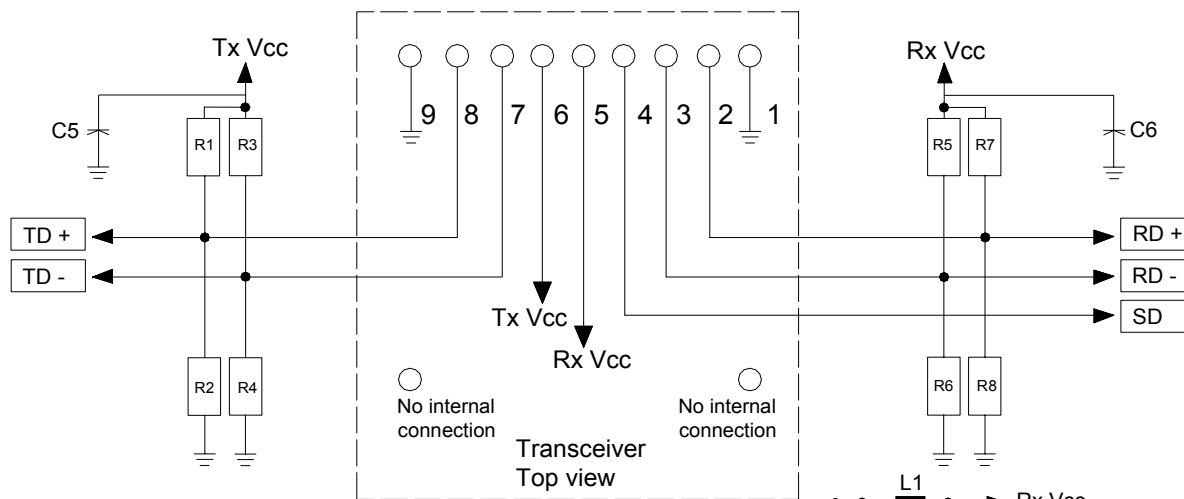 Tx Vcc
Rx Vcc
9 8 7 6 5 4 3 2 1
C5
R1
R3
R5
R7
C6
TD +
RD +
TD -
RD -
Tx Vcc
SD
Rx Vcc
R2
R4
R6
R8
No internal
connection
No internal
connection
Transceiver
Top view
L1
Rx Vcc